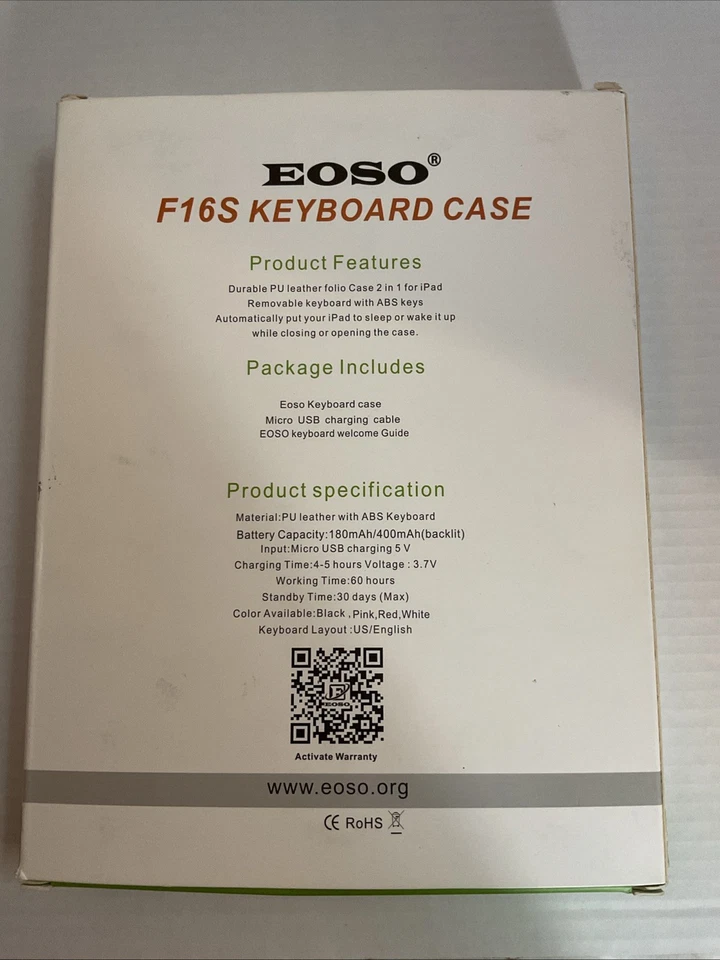 EOSO®
F16S KEYBOARD CASE
Product Features
Durable PU leather folio Case 2 in 1 for iPad
Removable keyboard with ABS keys
Automatically put your iPad to sleep or wake it up
while closing or opening the case.
Package Includes
Eoso Keyboard case
Micro USB charging cable
EOSO keyboard welcome Guide
Product specification
Material:PU leather with ABS Keyboard
Battery Capacity:180mAh/400mAh(backlit)
Input:Micro USB charging 5 V
Charging Time:4-5 hours Voltage : 3.7V
Working Time:60 hours
Standby Time:30 days (Max)
Color Available:Black、Pink,Red,White
Keyboard Layout :US/English
EOSO
Activate Warranty
www.eoso.org
CE RoHS